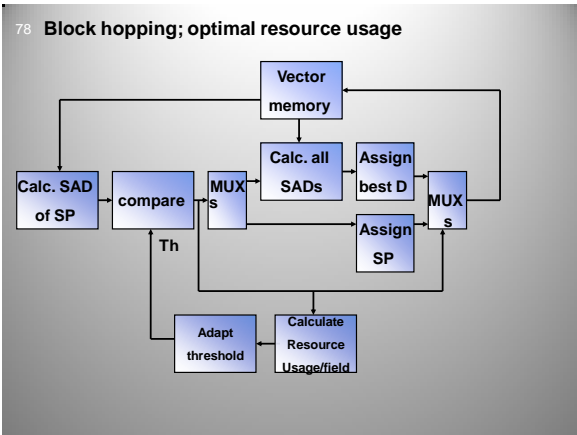 78 Block hopping; optimal resource usage
Vector
memory
Calc. SAD
of SP
compare
MUX
s
Calc. all
SADs
Assign
best D
MUX
s
Assign
SP
Th
Adapt
threshold
Calculate
Resource
Usage/field